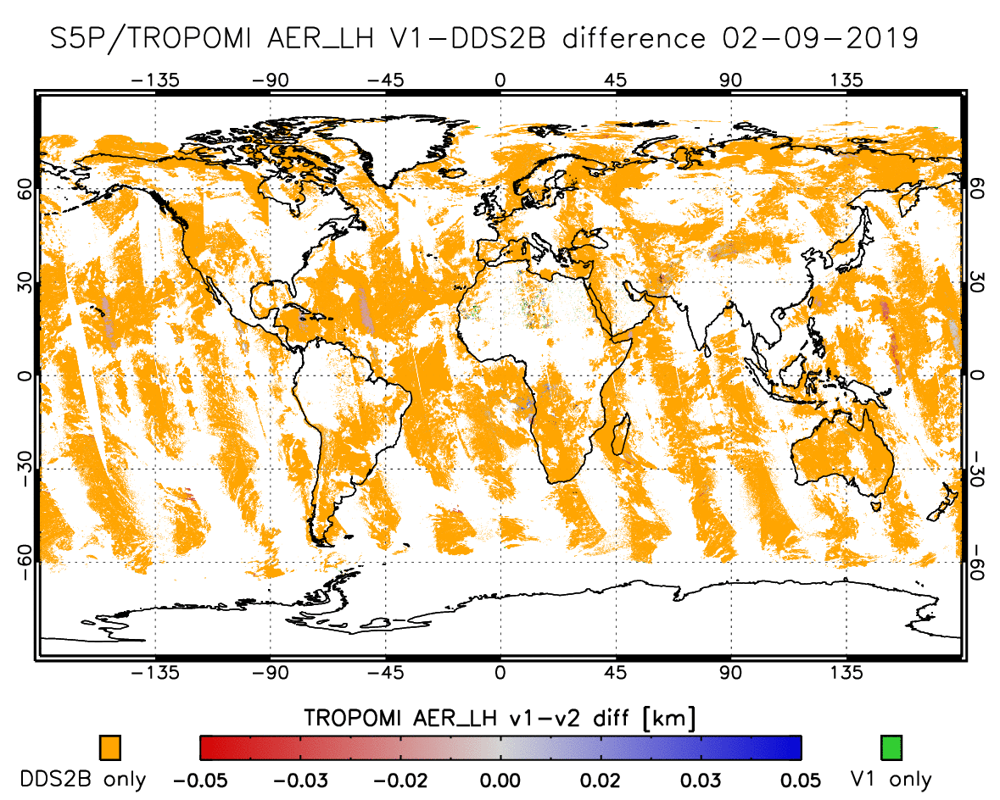 S5P/TROPOMI AER_LH V1-DDS2B difference 02-09-2019
-135 -90 -45 0 45 90 135
60 60
30 30
0 0
-30 -30
-60 -60
-135 -90 -45 0 45 90 135
TROPOMI AER_LH v1-v2 diff [km]
DDS2B only -0.05 -0.03 -0.02 0.00 0.02 0.03 0.05 V1 only